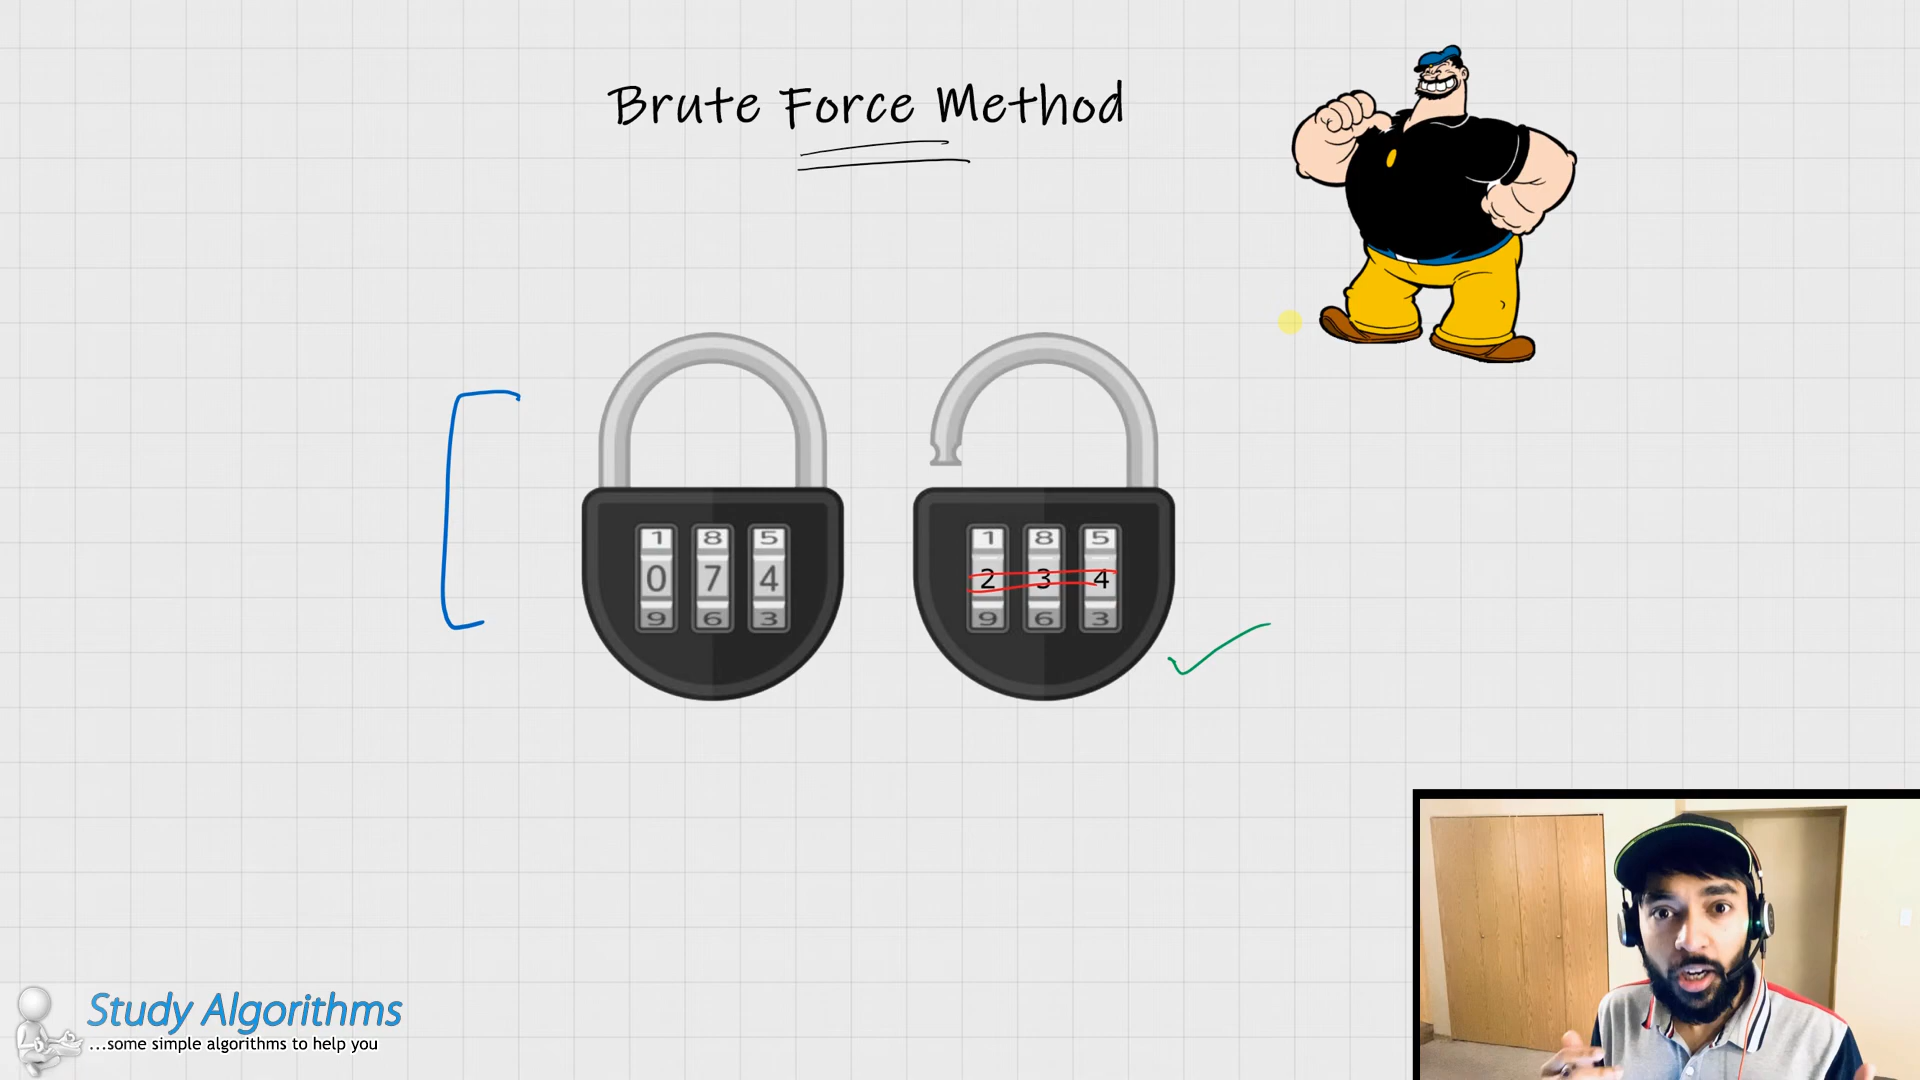 Brute Force Method
1 8 5
0 7 4
9 6 3
1 8 5
2 3 4
9 6 3
Study Algorithms
...some simple algorithms to help you